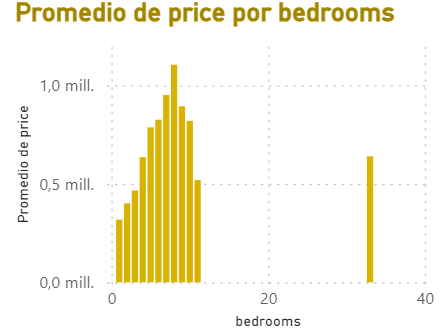 Promedio de price por bedrooms
1,0 mill.
0,5 mill.
0,0 mill.
Promedio de price
0
20
40
bedrooms